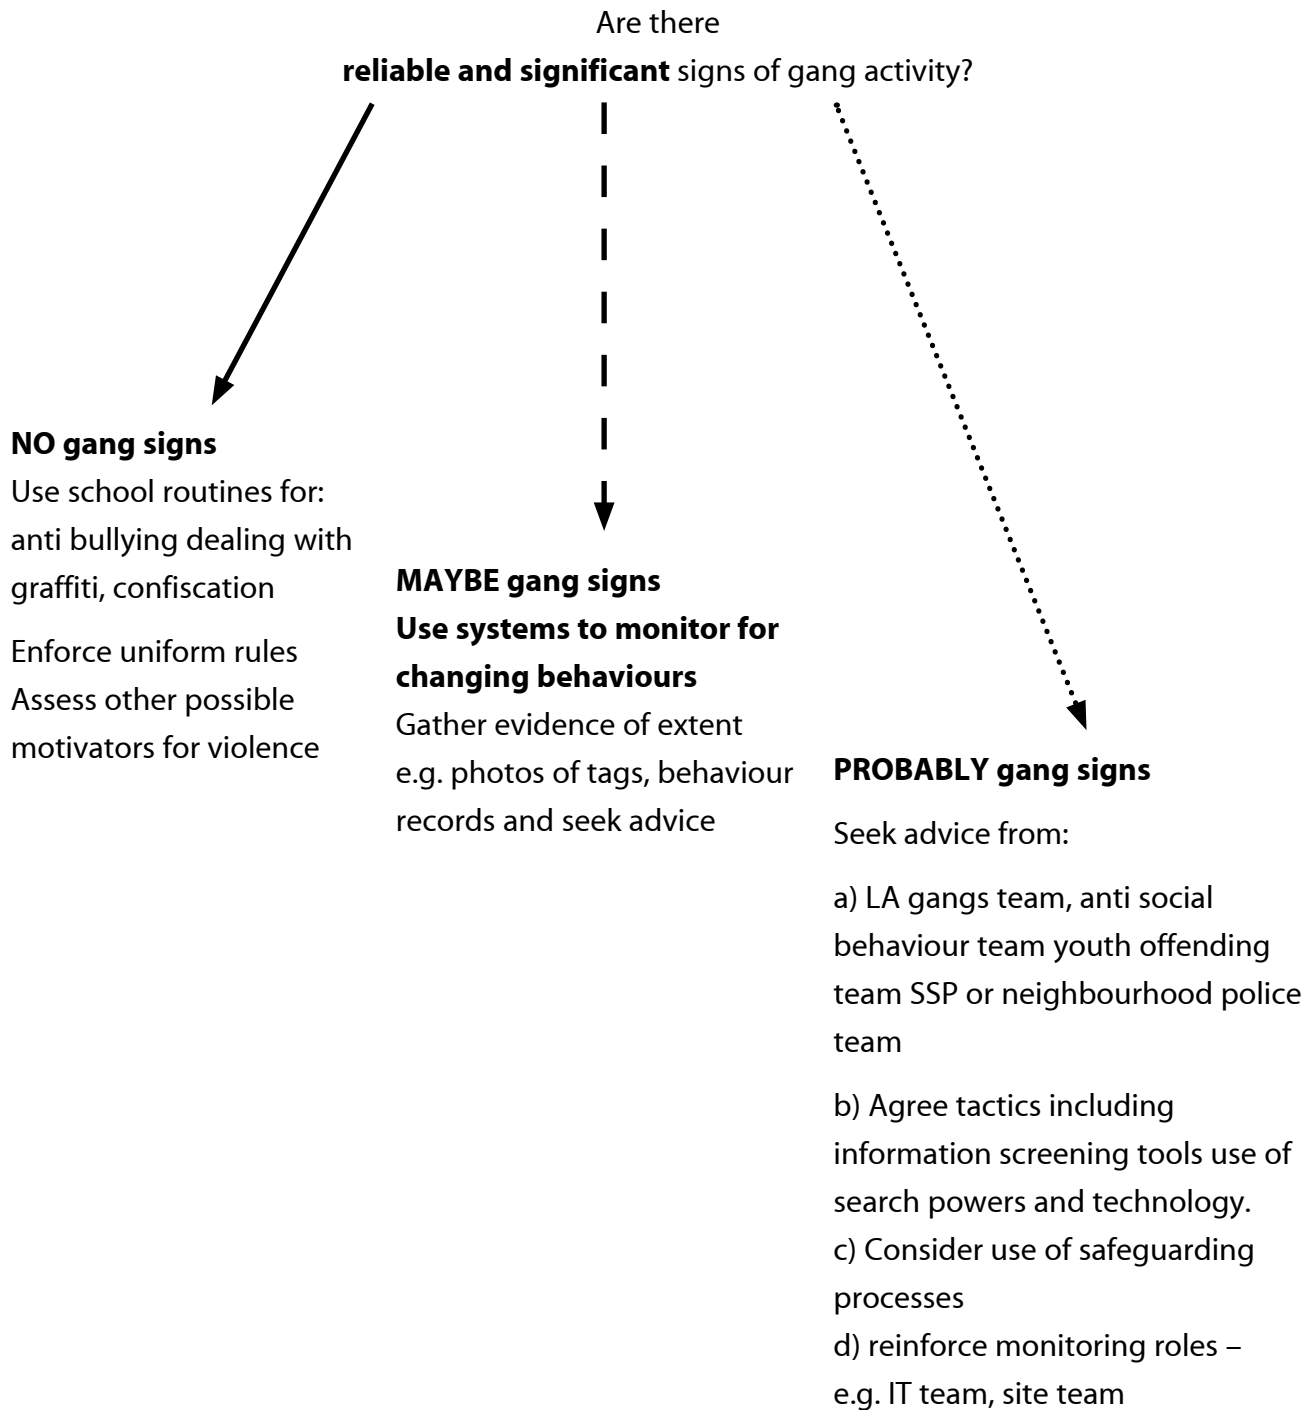 Are there
reliable and significant signs of gang activity?
NO gang signs
Use school routines for:
anti bullying dealing with
graffiti, confiscation
Enforce uniform rules
Assess other possible
motivators for violence
MAYBE gang signs
Use systems to monitor for
changing behaviours
Gather evidence of extent
e.g. photos of tags, behaviour
records and seek advice
PROBABLY gang signs
Seek advice from:
a) LA gangs team, anti social
behaviour team youth offending
team SSP or neighbourhood police
team
b) Agree tactics including
information screening tools use of
search powers and technology.
c) Consider use of safeguarding
processes
d) reinforce monitoring roles –
e.g. IT team, site team